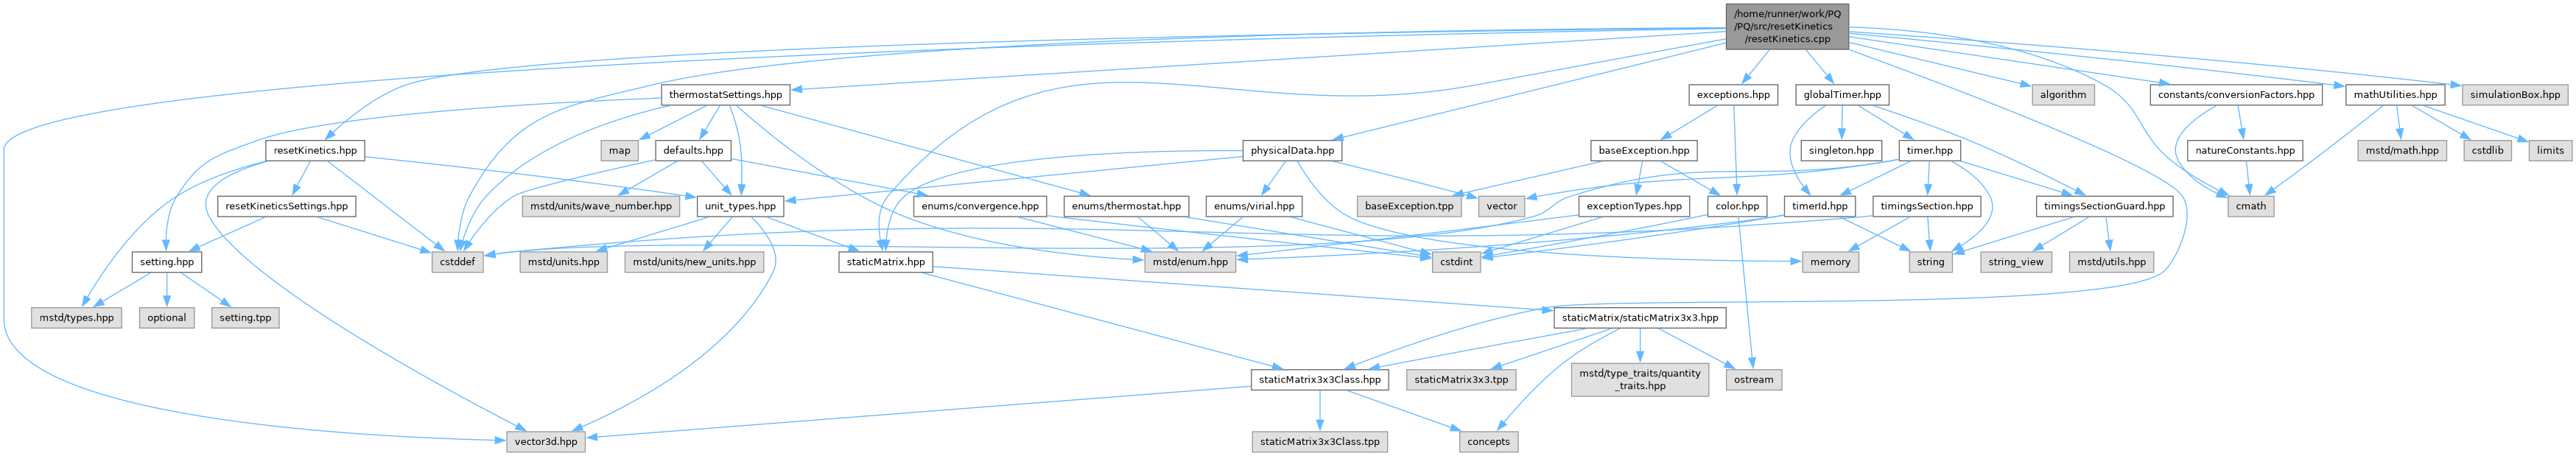 /home/runner/work/PQ
/PQ/src/resetKinetics
/resetKinetics.cpp
thermostatSettings.hpp
exceptions.hpp
globalTimer.hpp
algorithm
constants/conversionFactors.hpp
mathUtilities.hpp
simulationBox.hpp
resetKinetics.hpp
map
defaults.hpp
physicalData.hpp
baseException.hpp
singleton.hpp
timer.hpp
natureConstants.hpp
mstd/math.hpp
cstdlib
limits
resetKineticsSettings.hpp
mstd/units/wave_number.hpp
unit_types.hpp
enums/convergence.hpp
enums/thermostat.hpp
enums/virial.hpp
baseException.tpp
vector
exceptionTypes.hpp
color.hpp
timerId.hpp
timingsSection.hpp
timingsSectionGuard.hpp
cmath
setting.hpp
cstddef
mstd/units.hpp
mstd/units/new_units.hpp
staticMatrix.hpp
mstd/enum.hpp
cstdint
memory
string
string_view
mstd/utils.hpp
mstd/types.hpp
optional
setting.tpp
staticMatrix/staticMatrix3x3.hpp
staticMatrix3x3Class.hpp
staticMatrix3x3.tpp
mstd/type_traits/quantity
_traits.hpp
ostream
vector3d.hpp
staticMatrix3x3Class.tpp
concepts